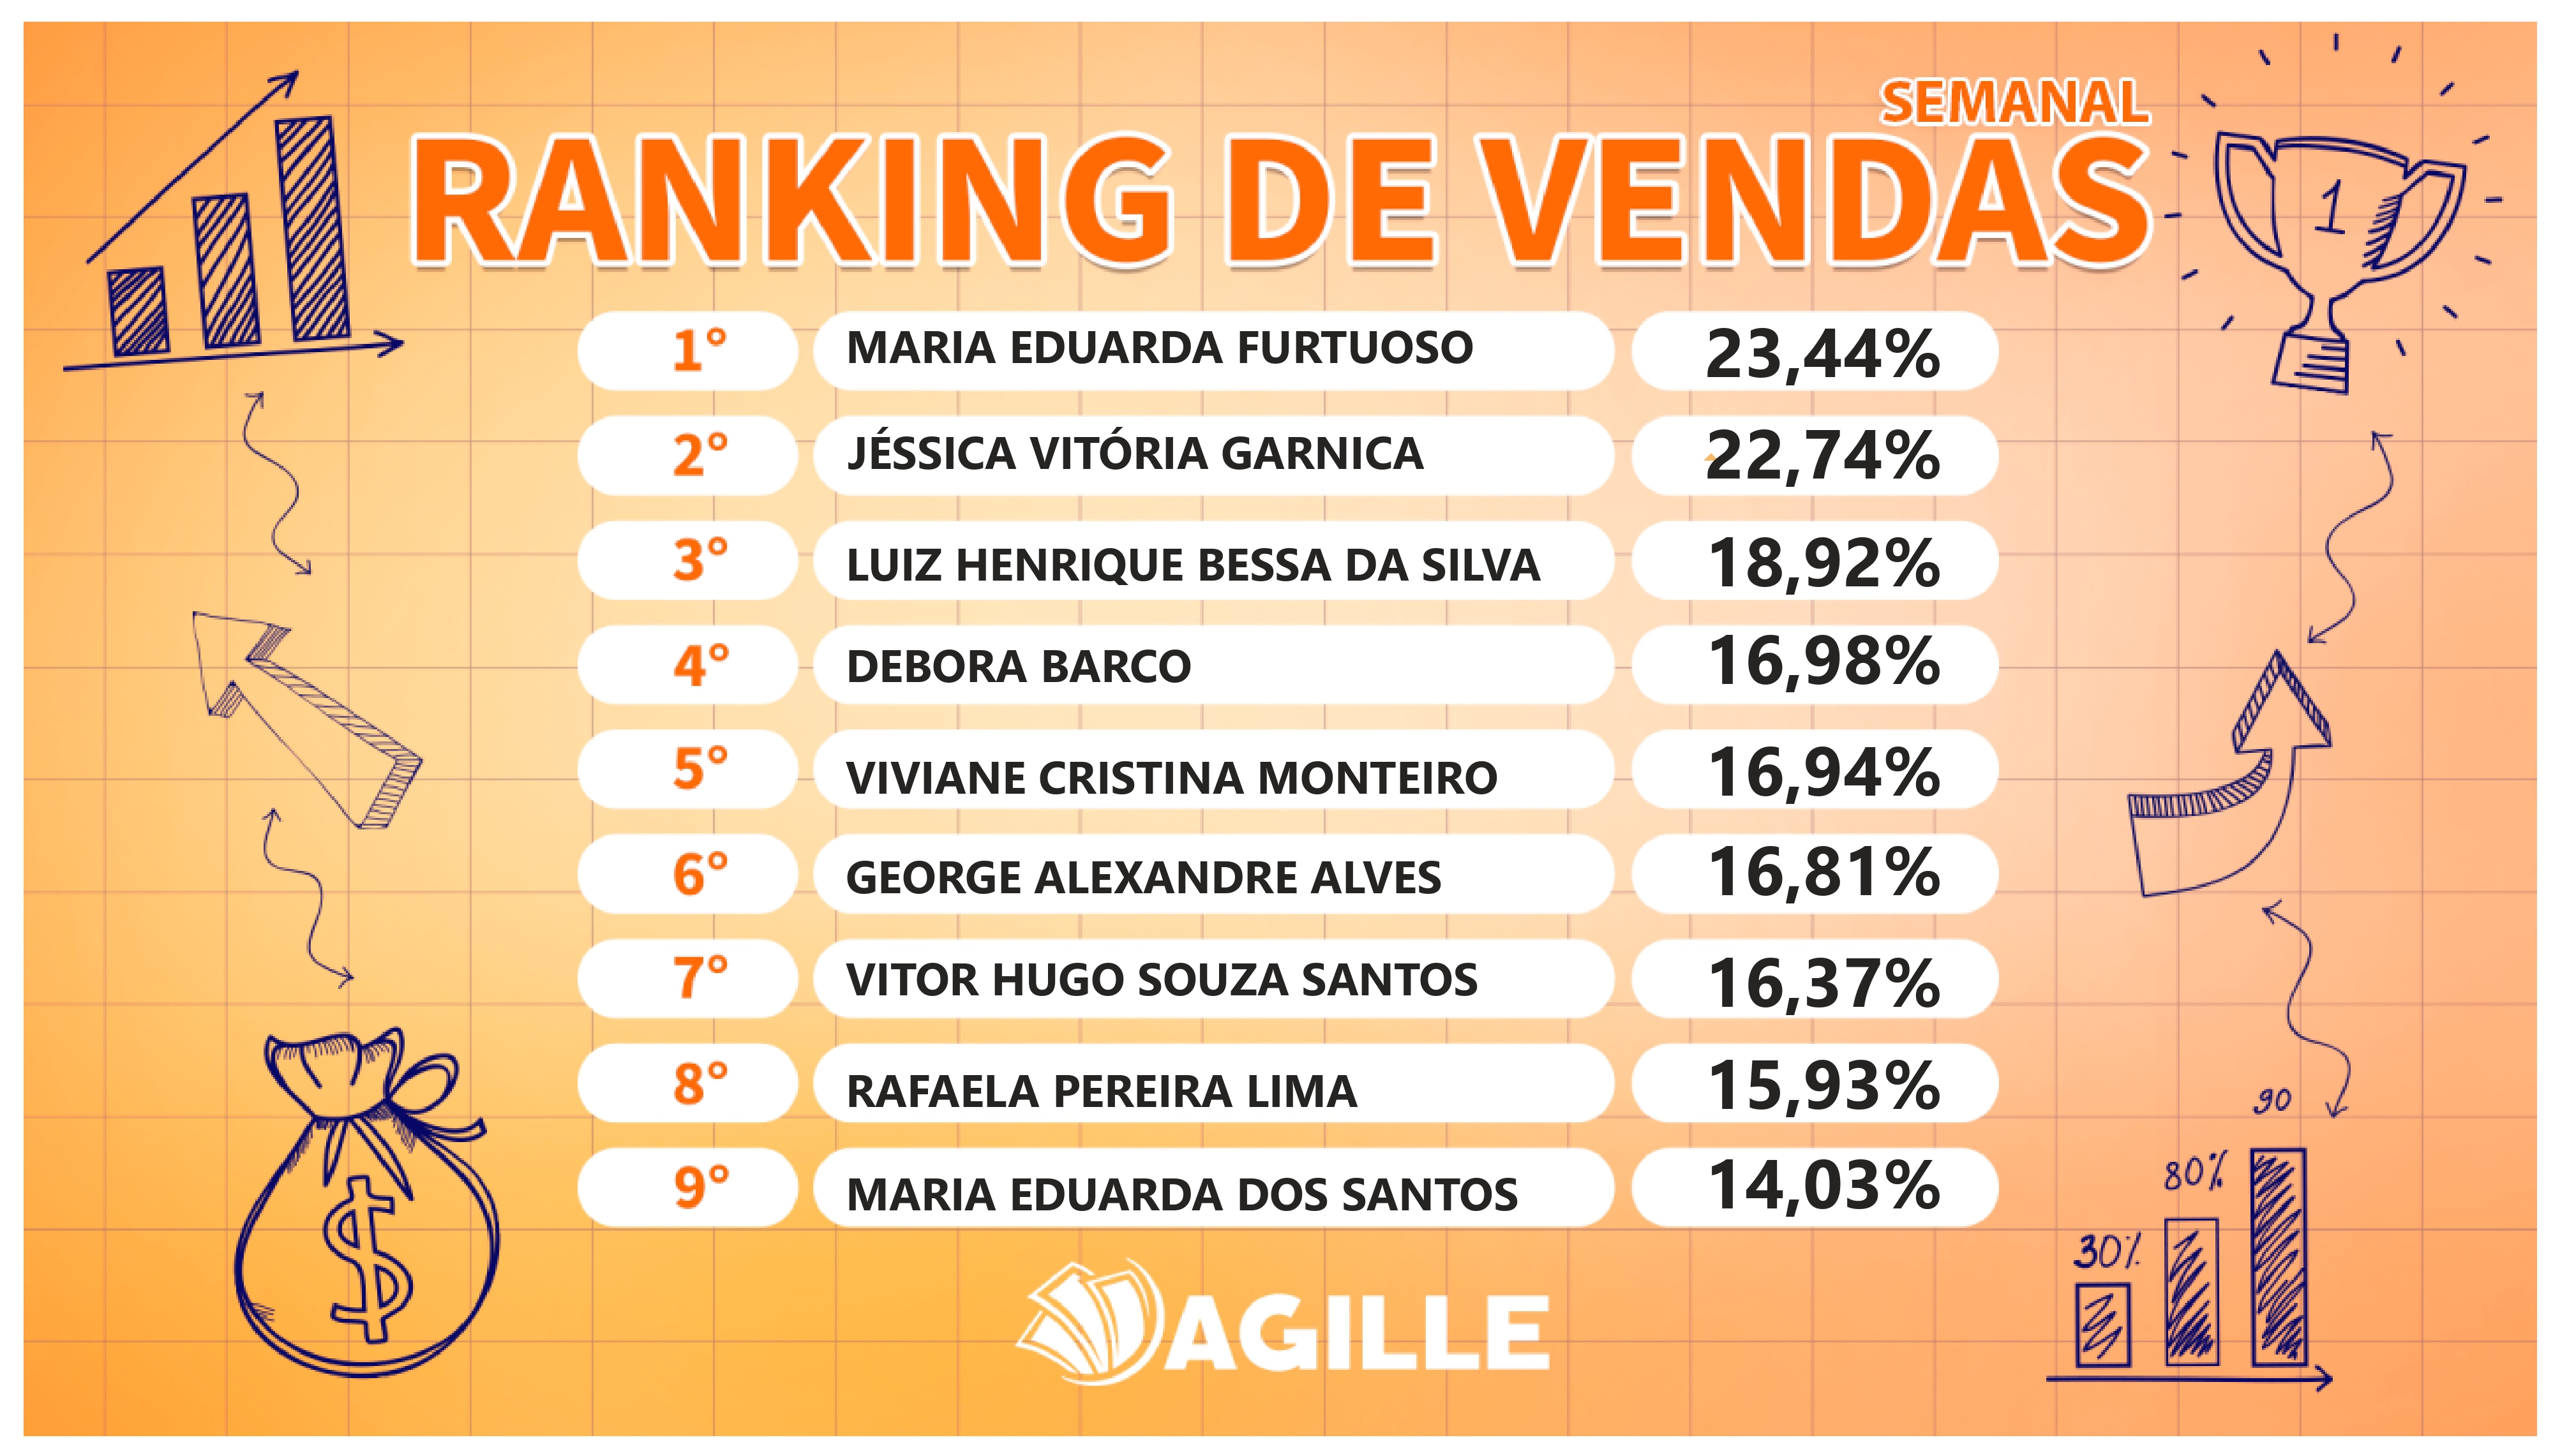 SEMANAL
RANKING DE VENDAS
1
1° MARIA EDUARDA FURTUOSO 23,44%
2° JÉSSICA VITÓRIA GARNICA 22,74%
3° LUIZ HENRIQUE BESSA DA SILVA 18,92%
4° DEBORA BARCO 16,98%
5° VIVIANE CRISTINA MONTEIRO 16,94%
6° GEORGE ALEXANDRE ALVES 16,81%
7° VITOR HUGO SOUZA SANTOS 16,37%
8° RAFAELA PEREIRA LIMA 15,93%
9° MARIA EDUARDA DOS SANTOS 14,03%
$
90
80%
30%
AGILLE